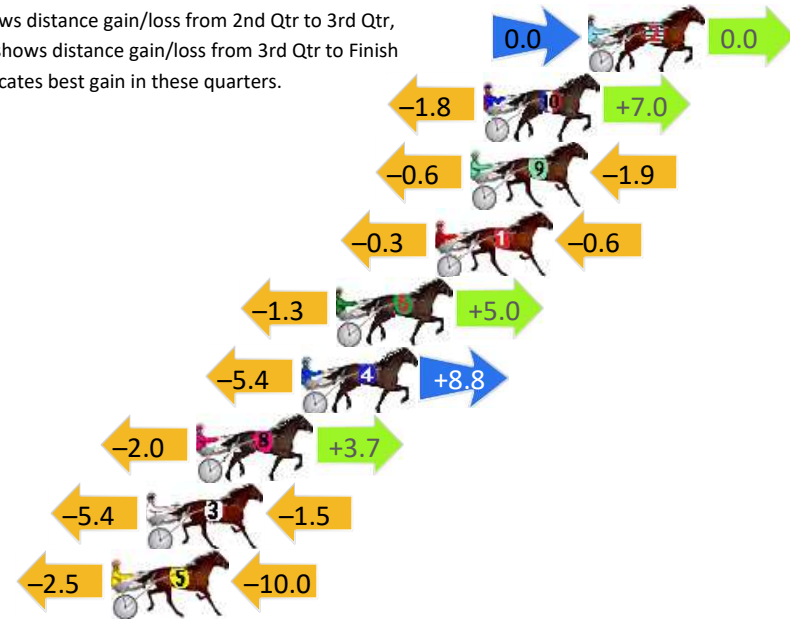 ws distance gain/loss from 2nd Qtr to 3rd Qtr,
shows distance gain/loss from 3rd Qtr to Finish
cates best gain in these quarters.
0.0 0.0
–1.8 10 +7.0
–0.6 9 –1.9
–0.3 1 –0.6
–1.3 6 +5.0
–5.4 4 +8.8
–2.0 8 +3.7
–5.4 3 –1.5
–2.5 5 –10.0